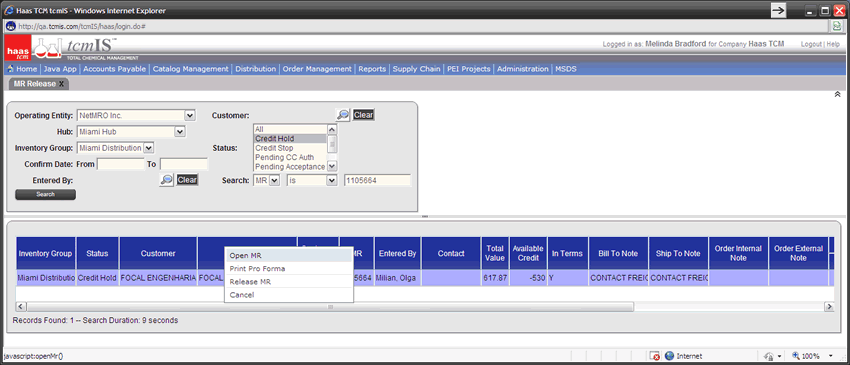 Haas TCM tcmIS - Windows Internet Explorer
http://qa.tcmis.com/tcmIS/haas/login.do#
haas tcm
tcmIS™
TOTAL CHEMICAL MANAGEMENT
Logged in as: Melinda Bradford for Company Haas TCM Logout | Help
Home | Java App | Accounts Payable | Catalog Management | Distribution | Order Management | Reports | Supply Chain | PEI Projects | Administration | MSDS
MR Release X
Operating Entity: NetMRO Inc. Customer: Clear
Hub: Miami Hub
Inventory Group: Miami Distribution Status:
All
Credit Hold
Credit Stop
Pending CC Auth
Pending Acceptance
Confirm Date: From To
Entered By: Clear Search: MR is 1105664
Search
Inventory Group Status Customer MR Entered By Contact Total Value Available Credit In Terms Bill To Note Ship To Note Order Internal Note Order External Note
Miami Distributio Credit Hold FOCAL ENGENHARIA FOCAL 5664 Milian, Olga 617.87 -530 Y CONTACT FREIG CONTACT FREIG
Open MR
Print Pro Forma
Release MR
Cancel
Records Found: 1 -- Search Duration: 9 seconds
javascript:openMr() Internet 100%